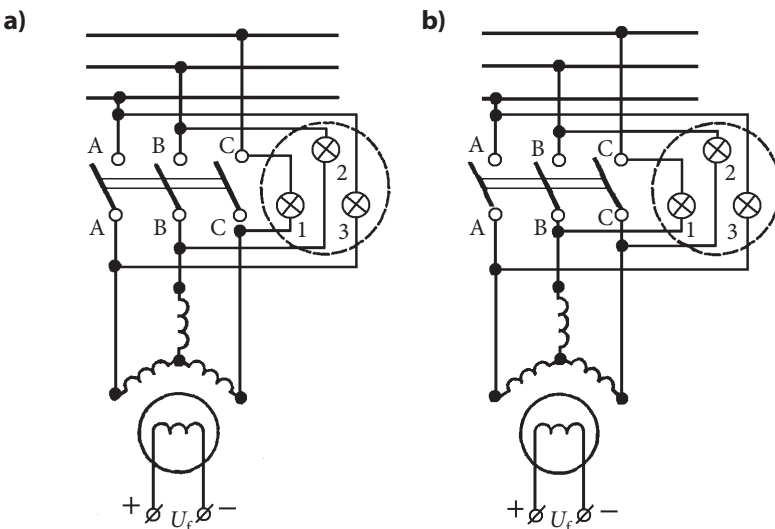 a)
A B C
2
1 3
A B C
+ U_f –
b)
A B C
2
1 3
A B C
+ U_f –